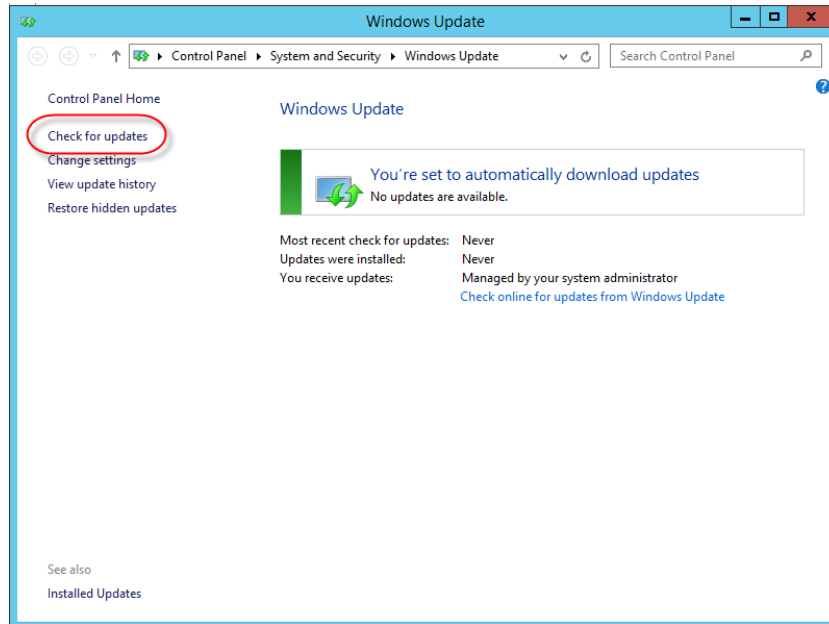 Windows Update
Control Panel ▸ System and Security ▸ Windows Update
Search Control Panel
Control Panel Home
Check for updates
Change settings
View update history
Restore hidden updates
Windows Update
You're set to automatically download updates
No updates are available.
Most recent check for updates: Never
Updates were installed: Never
You receive updates: Managed by your system administrator
Check online for updates from Windows Update
See also
Installed Updates